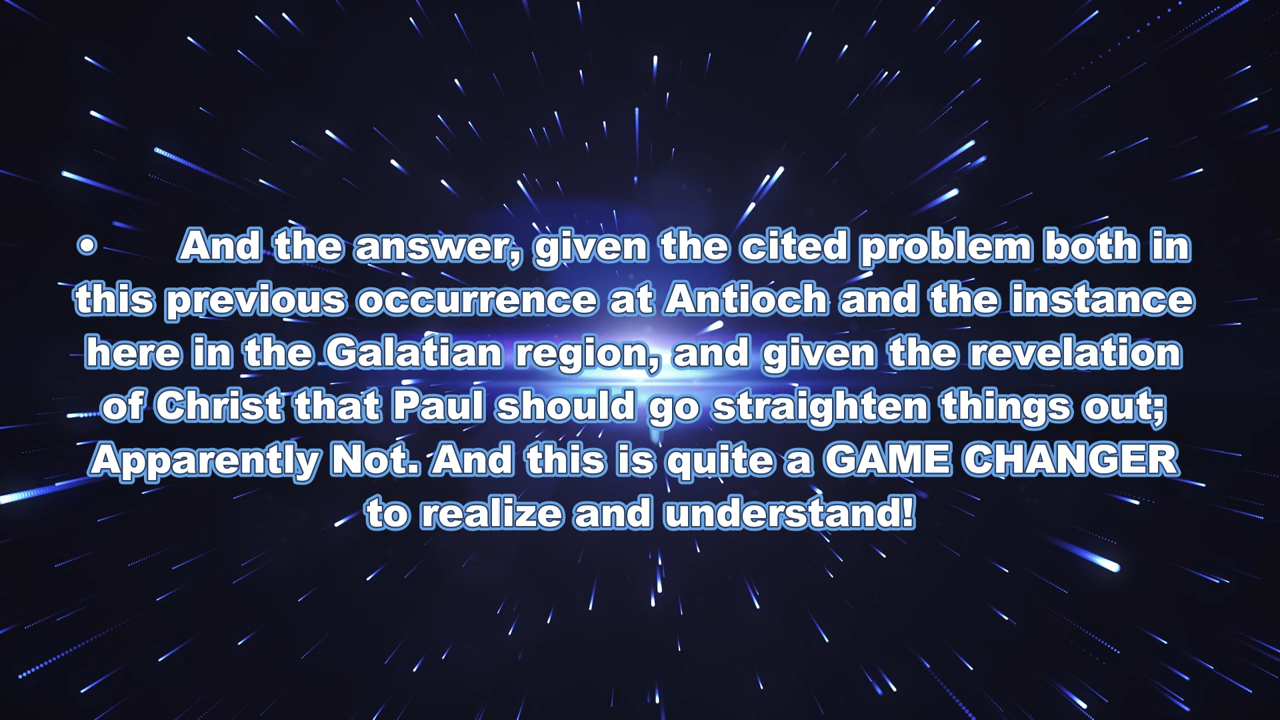 • And the answer, given the cited problem both in
this previous occurrence at Antioch and the instance
here in the Galatian region, and given the revelation
of Christ that Paul should go straighten things out;
Apparently Not. And this is quite a GAME CHANGER
to realize and understand!